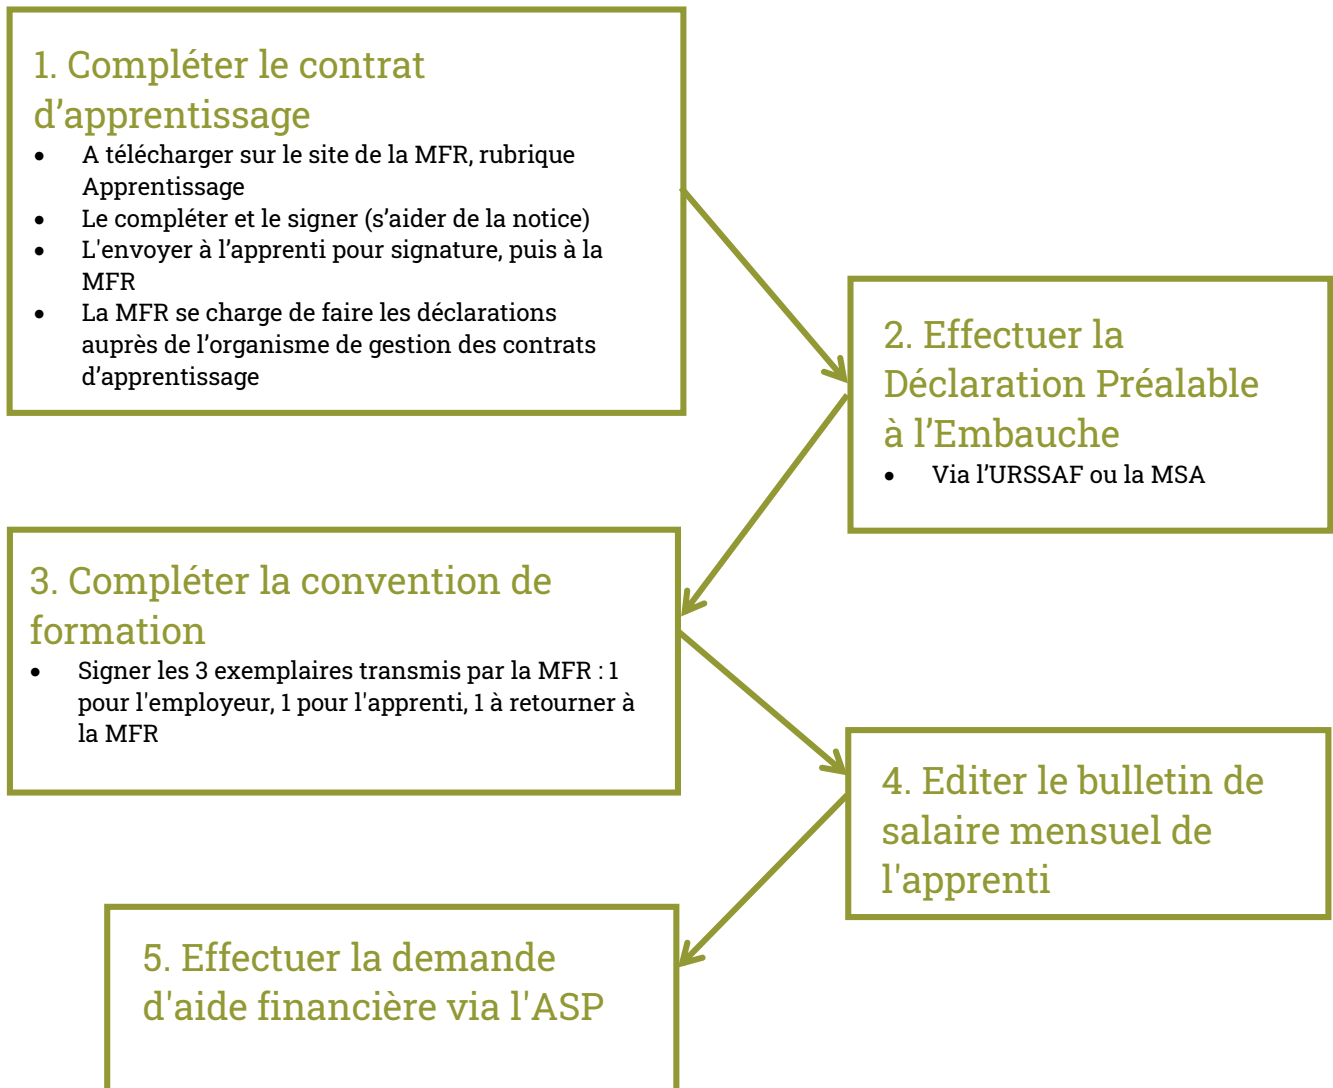 1. Compléter le contrat
d’apprentissage
• A télécharger sur le site de la MFR, rubrique
Apprentissage
• Le compléter et le signer (s’aider de la notice)
• L'envoyer à l’apprenti pour signature, puis à la
MFR
• La MFR se charge de faire les déclarations
auprès de l’organisme de gestion des contrats
d’apprentissage
2. Effectuer la
Déclaration Préalable
à l’Embauche
• Via l’URSSAF ou la MSA
3. Compléter la convention de
formation
• Signer les 3 exemplaires transmis par la MFR : 1
pour l'employeur, 1 pour l'apprenti, 1 à retourner à
la MFR
4. Editer le bulletin de
salaire mensuel de
l'apprenti
5. Effectuer la demande
d'aide financière via l'ASP